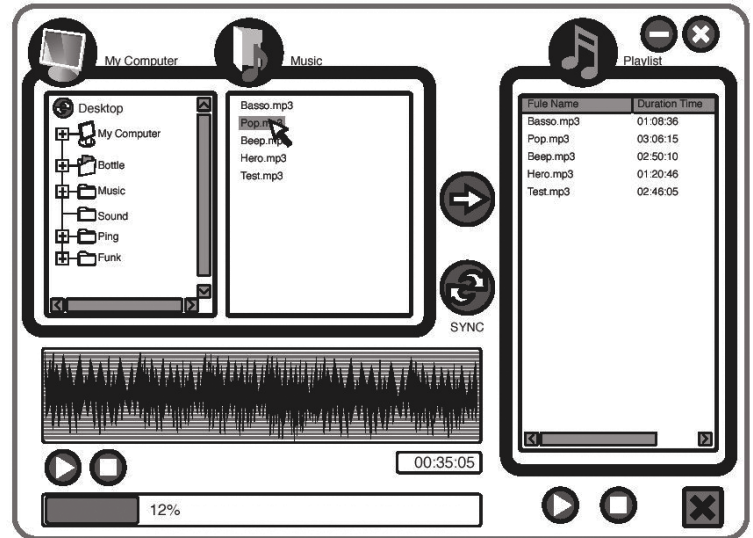 My Computer
Music
Playlist
Desktop
My Computer
Bottle
Music
Sound
Ping
Funk
Basso.mp3
Pop.mp3
Beep.mp3
Hero.mp3
Test.mp3
SYNC
Fule Name Duration Time
Basso.mp3 01:08:36
Pop.mp3 03:06:15
Beep.mp3 02:50:10
Hero.mp3 01:20:46
Test.mp3 02:46:05
00:35:05
12%